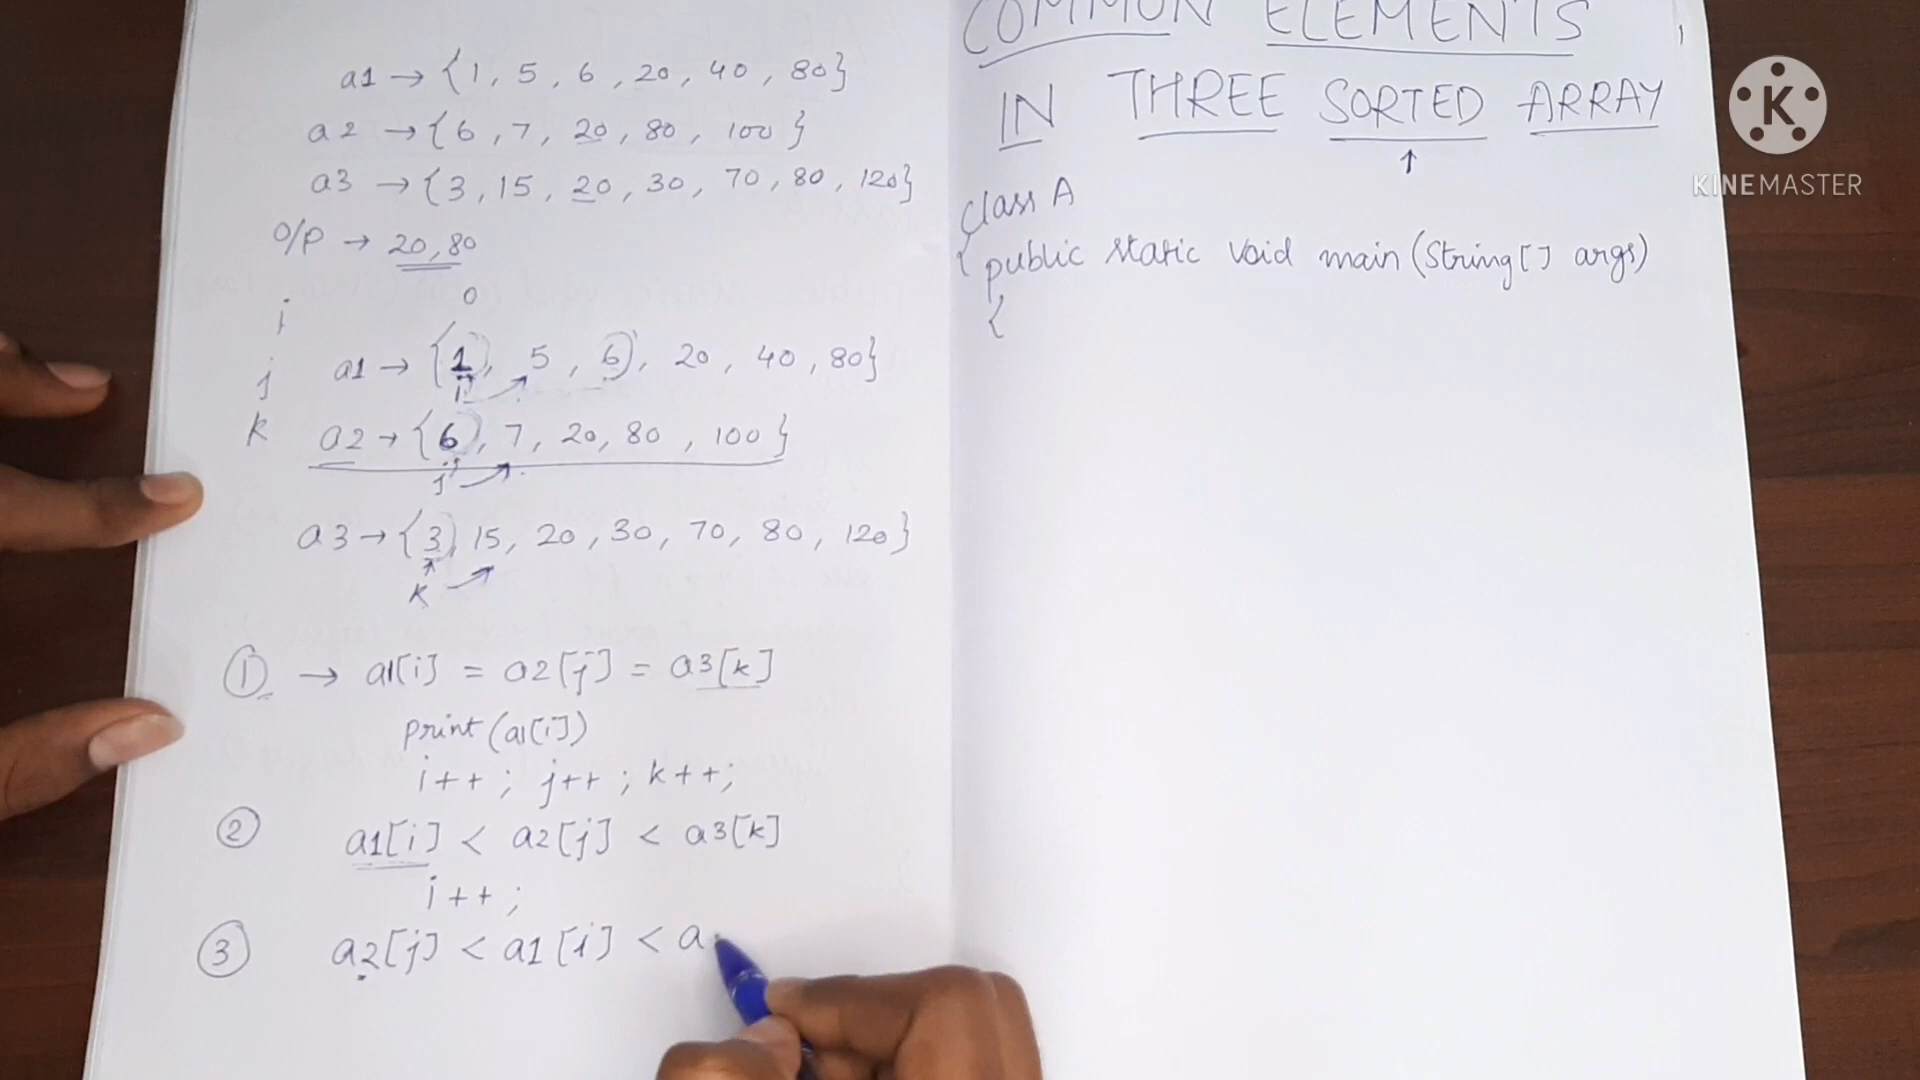 a1 → {1, 5, 6, 20, 40, 80}
a2 → {6, 7, 20, 80, 100}
a3 → {3, 15, 20, 30, 70, 80, 120}
O/P → 20, 80
0
i
a1 → {1, 5, 6, 20, 40, 80}
j
i
k
a2 → {6, 7, 20, 80, 100}
j
a3 → {3, 15, 20, 30, 70, 80, 120}
k
1 → a1[i] = a2[j] = a3[k]
print(a1[i])
i++; j++; k++;
2 a1[i] < a2[j] < a3[k]
i++;
3 a2[j] < a1[i] < a
COMMON ELEMENTS
IN THREE SORTED ARRAY
↑
class A
{ public static void main(String[] args)
{
K
KINEMASTER